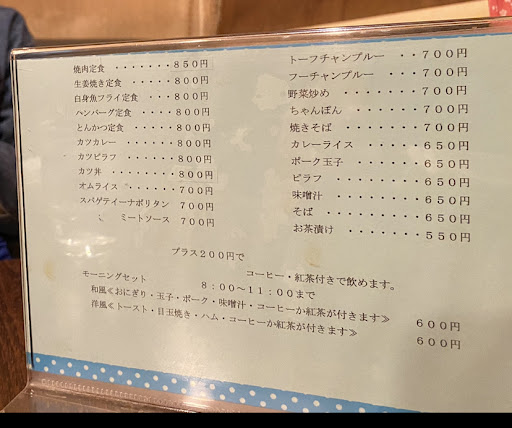 焼肉定食 ・・・・・・・８５０円
生姜焼き定食 ・・・・・８００円
白身魚フライ定食 ・・・８００円
ハンバーグ定食 ・・・・８００円
とんかつ定食 ・・・・・８００円
カツカレー ・・・・・・８００円
カツピラフ ・・・・・・８００円
カツ丼 ・・・・・・・・８００円
オムライス ・・・・・・７００円
スパゲティーナポリタン ７００円
〃 ミートソース ７００円
トーフチャンブルー ・・７００円
フーチャンブルー ・・・７００円
野菜炒め ・・・・・・・７００円
ちゃんぽん ・・・・・・７００円
焼きそば ・・・・・・・７００円
カレーライス ・・・・・６５０円
ポーク玉子 ・・・・・・６５０円
ピラフ ・・・・・・・・６５０円
味噌汁 ・・・・・・・・６５０円
そば ・・・・・・・・・６５０円
お茶漬け ・・・・・・・５５０円
プラス２００円で
コーヒー・紅茶付きで飲めます。
モーニングセット ８：００～１１：００まで
和風≪おにぎり・玉子・ポーク・味噌汁・コーヒーか紅茶が付きます≫ ６００円
洋風≪トースト・目玉焼き・ハム・コーヒーか紅茶が付きます≫ ６００円